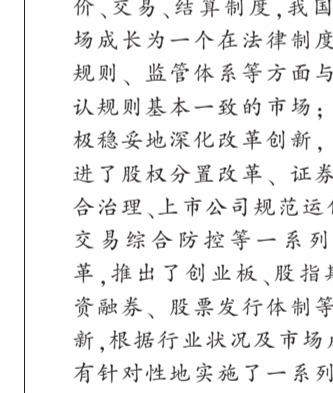 价、交易、结算制度,我国
场成长为一个在法律制度
规则、监管体系等方面与
认规则基本一致的市场;
极稳妥地深化改革创新,
进了股权分置改革、证券
合治理、上市公司规范运
交易综合防控等一系列
革,推出了创业板、股指
资融券、股票发行体制等
新,根据行业状况及市场
有针对性地实施了一系列